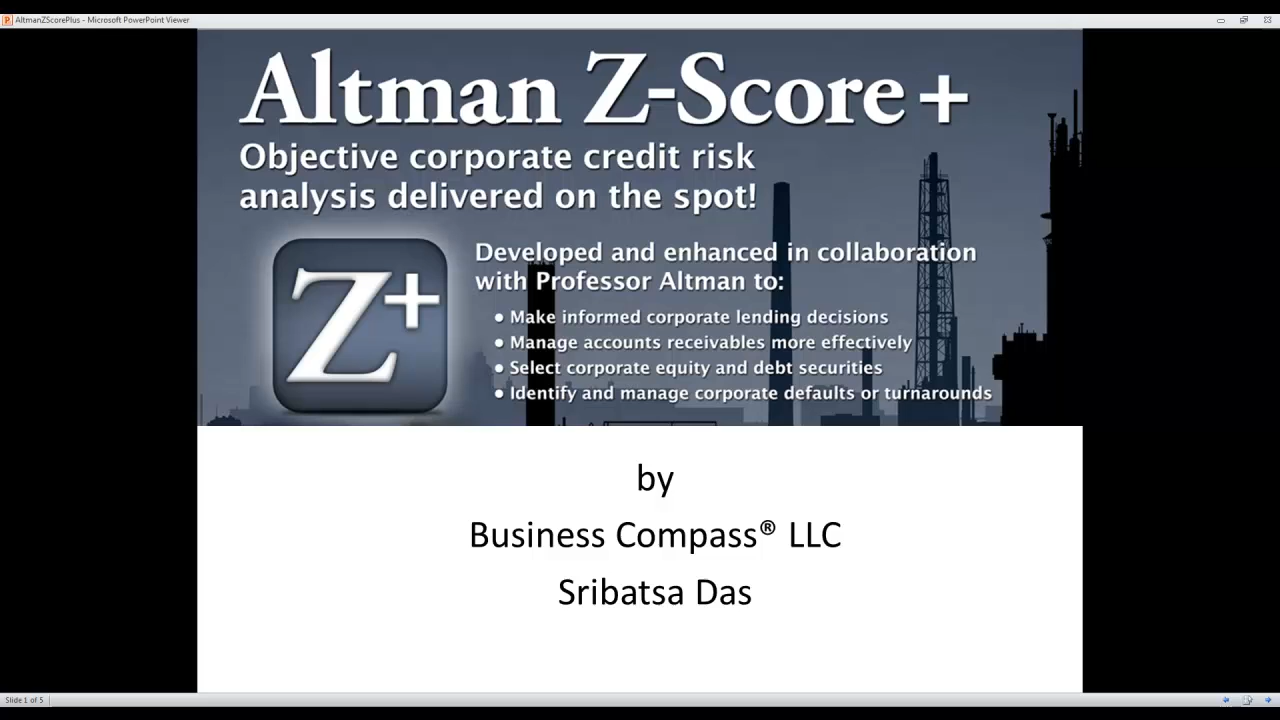 AltmanZScorePlus - Microsoft PowerPoint Viewer
Altman Z-Score +
Objective corporate credit risk
analysis delivered on the spot!
Z+
Developed and enhanced in collaboration
with Professor Altman to:
● Make informed corporate lending decisions
● Manage accounts receivables more effectively
● Select corporate equity and debt securities
● Identify and manage corporate defaults or turnarounds
by
Business Compass® LLC
Sribatsa Das
Slide 1 of 5